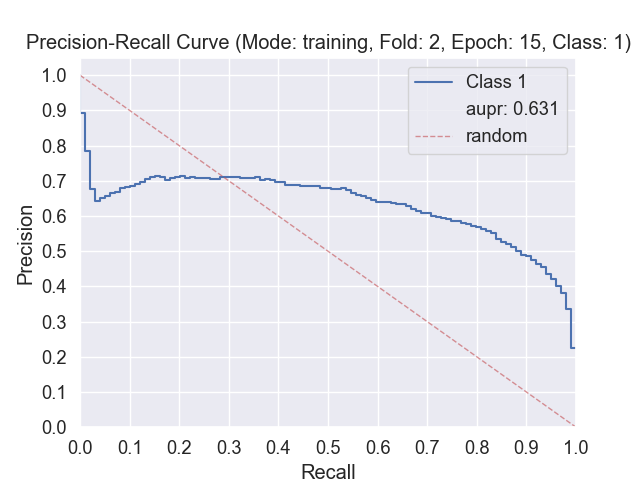 Precision-Recall Curve (Mode: training, Fold: 2, Epoch: 15, Class: 1)
Class 1
aupr: 0.631
random
Precision
1.0
0.9
0.8
0.7
0.6
0.5
0.4
0.3
0.2
0.1
0.0
0.0 0.1 0.2 0.3 0.4 0.5 0.6 0.7 0.8 0.9 1.0
Recall